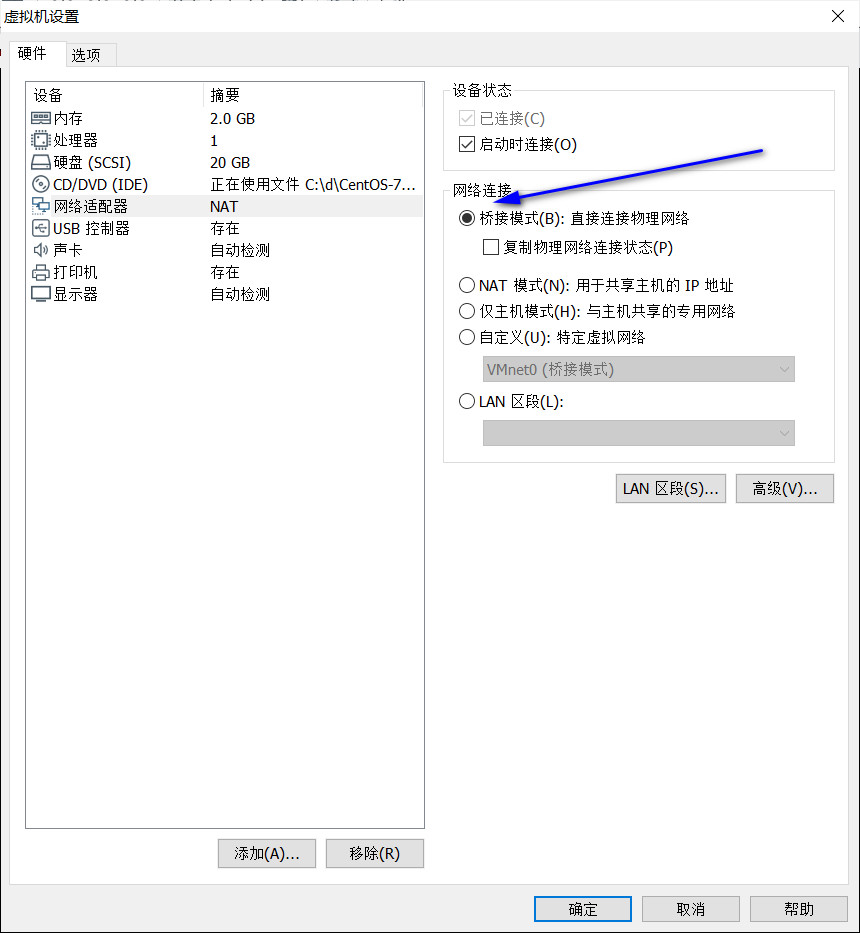 虚拟机设置
硬件 选项
设备 摘要
内存 2.0 GB
处理器 1
硬盘 (SCSI) 20 GB
CD/DVD (IDE) 正在使用文件 C:\d\CentOS-7...
网络适配器 NAT
USB 控制器 存在
声卡 自动检测
打印机 存在
显示器 自动检测
添加(A)... 移除(R)
设备状态
已连接(C)
启动时连接(O)
网络连接
桥接模式(B): 直接连接物理网络
复制物理网络连接状态(P)
NAT 模式(N): 用于共享主机的 IP 地址
仅主机模式(H): 与主机共享的专用网络
自定义(U): 特定虚拟网络
VMnet0 (桥接模式)
LAN 区段(L):
LAN 区段(S)... 高级(V)...
确定 取消 帮助